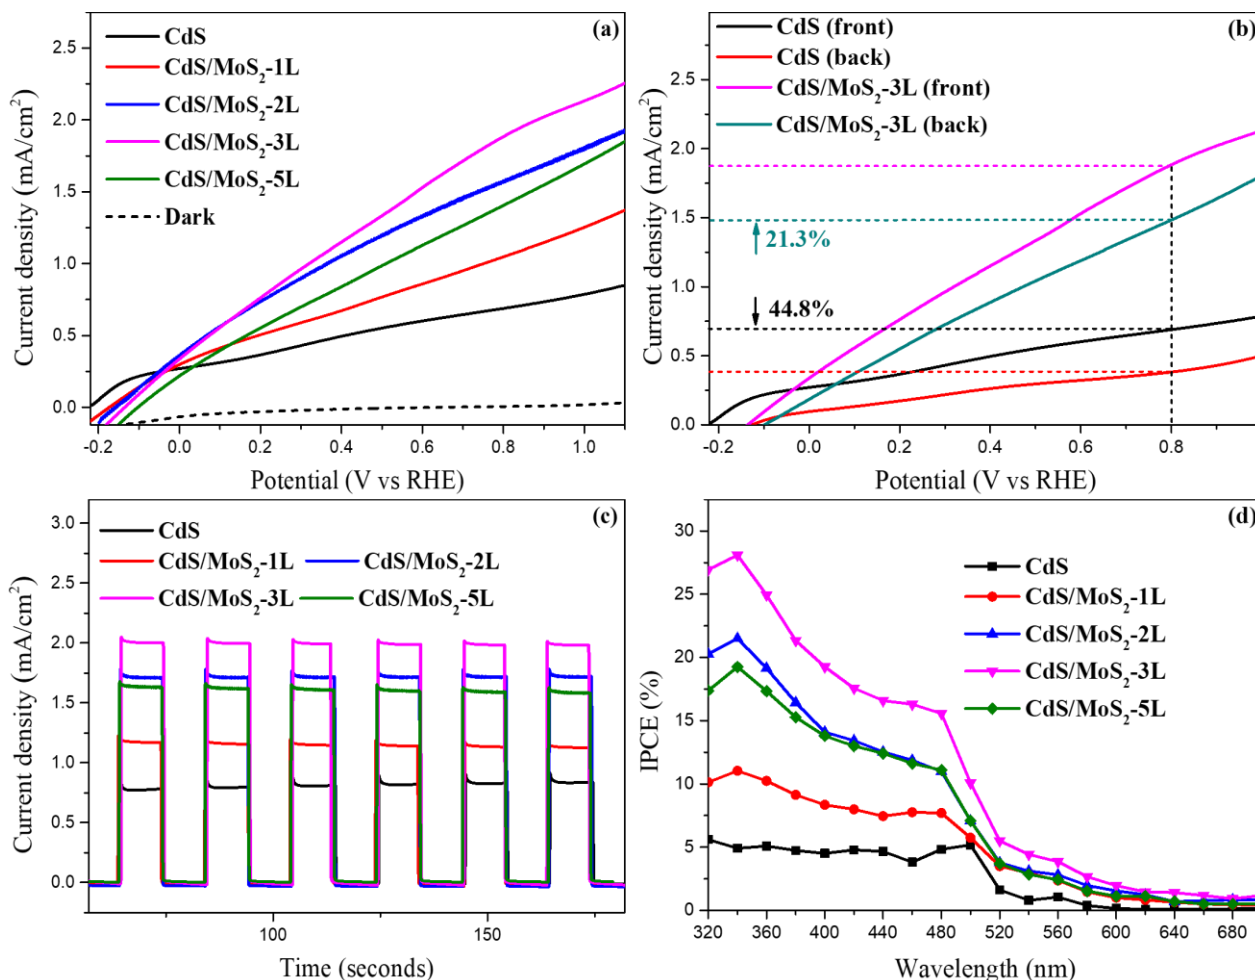 (a)
CdS
CdS/MoS₂-1L
CdS/MoS₂-2L
CdS/MoS₂-3L
CdS/MoS₂-5L
Dark
2.5
2.0
1.5
1.0
0.5
0.0
Current density (mA/cm²)
-0.2 0.0 0.2 0.4 0.6 0.8 1.0
Potential (V vs RHE)
(b)
CdS (front)
CdS (back)
CdS/MoS₂-3L (front)
CdS/MoS₂-3L (back)
21.3%
44.8%
2.5
2.0
1.5
1.0
0.5
0.0
Current density (mA/cm²)
-0.2 0.0 0.2 0.4 0.6 0.8
Potential (V vs RHE)
(c)
CdS
CdS/MoS₂-1L CdS/MoS₂-2L
CdS/MoS₂-3L CdS/MoS₂-5L
3.0
2.5
2.0
1.5
1.0
0.5
0.0
Current density (mA/cm²)
100 150
Time (seconds)
(d)
CdS
CdS/MoS₂-1L
CdS/MoS₂-2L
CdS/MoS₂-3L
CdS/MoS₂-5L
30
25
20
15
10
5
0
IPCE (%)
320 360 400 440 480 520 560 600 640 680
Wavelength (nm)